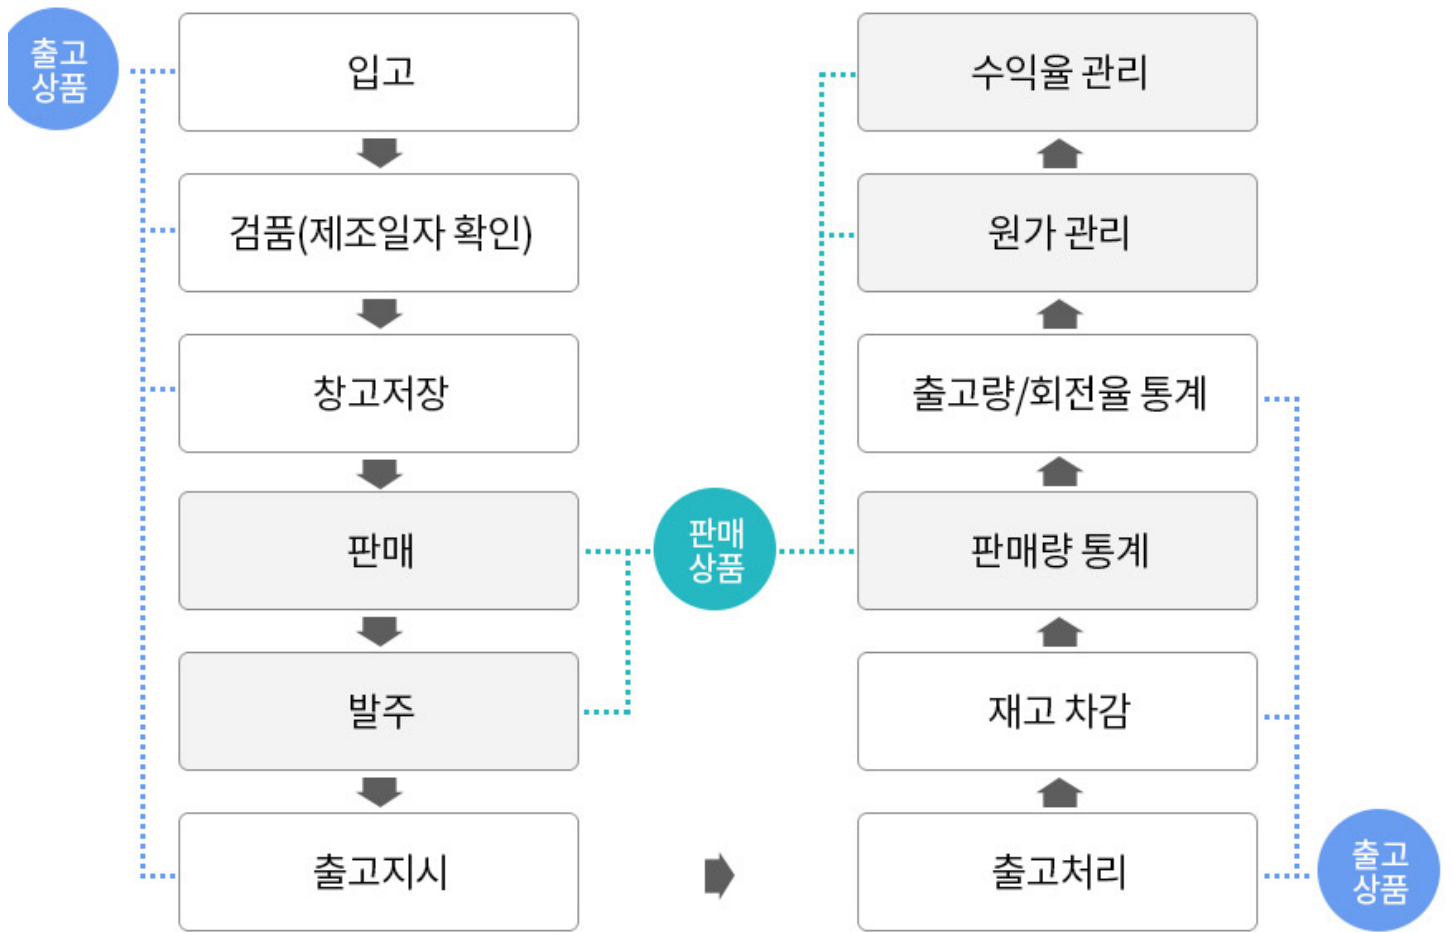 출고
상품
입고
검품(제조일자 확인)
창고저장
판매
발주
출고지시
판매
상품
수익율 관리
원가 관리
출고량/회전율 통계
판매량 통계
재고 차감
출고처리
출고
상품